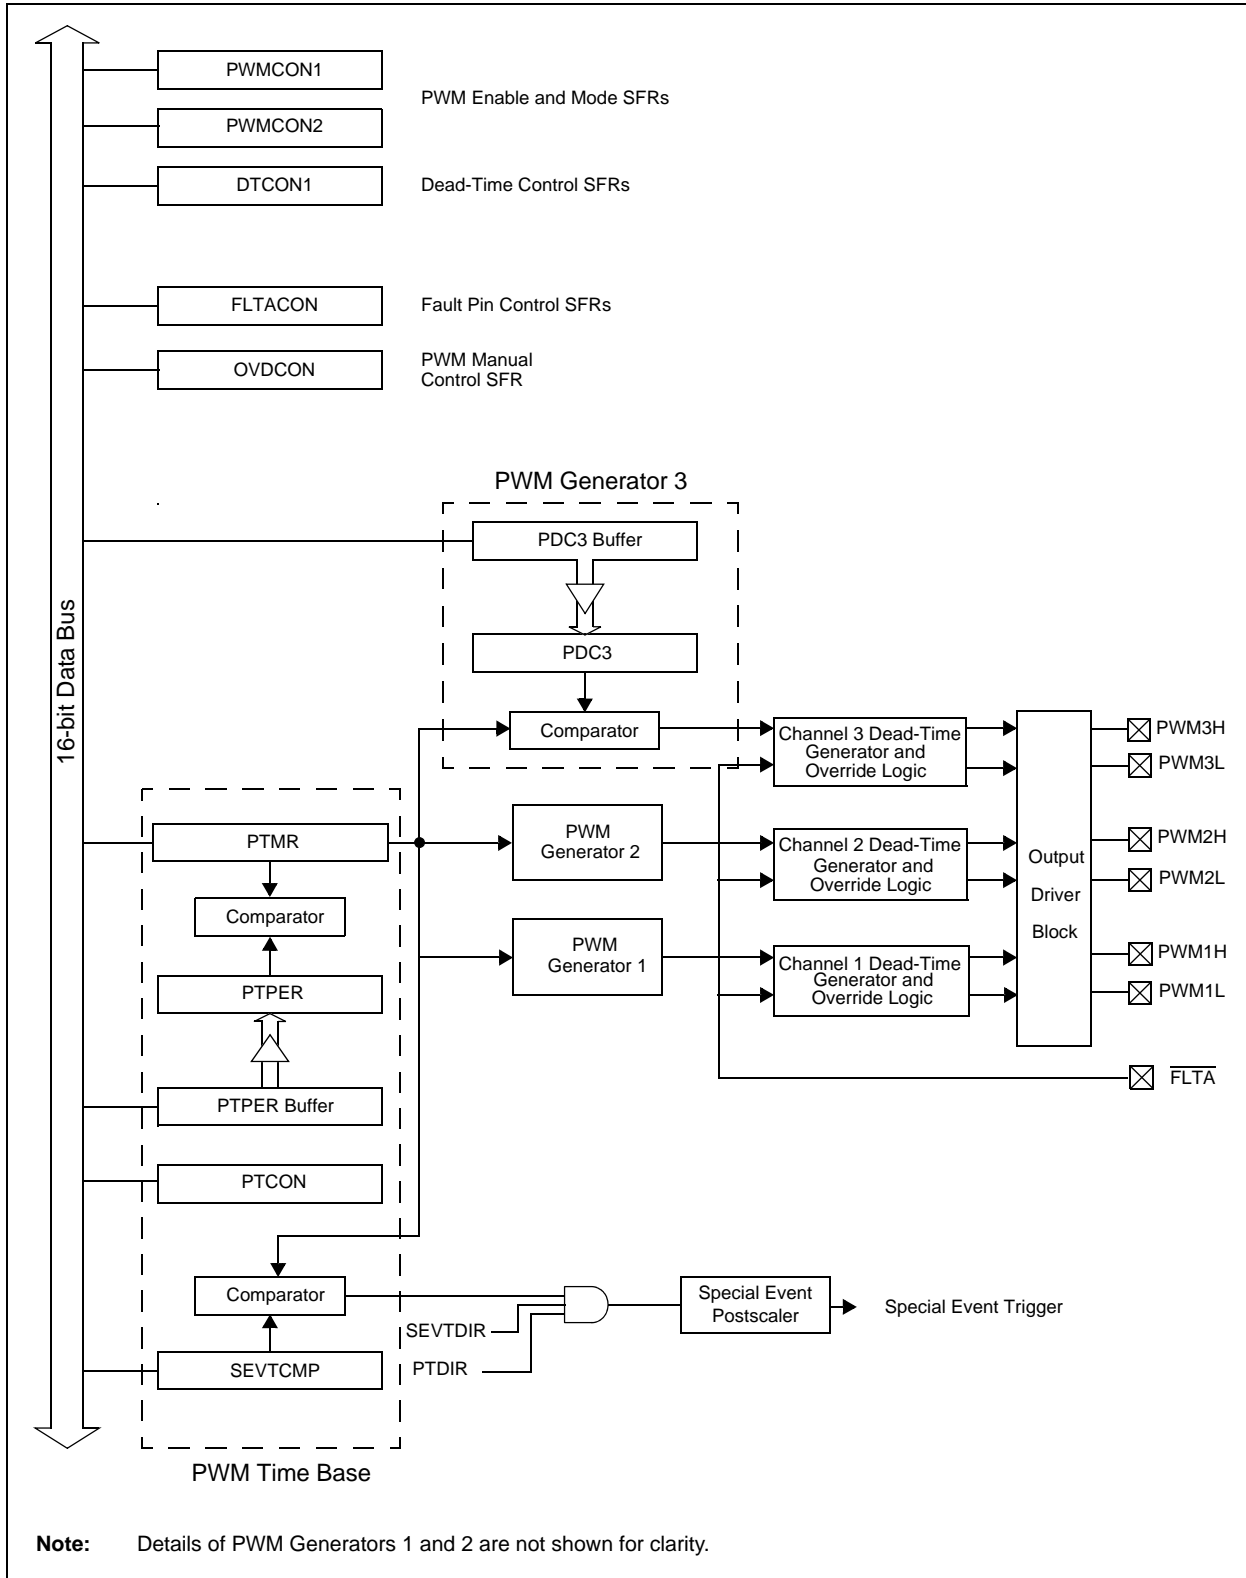 PWMCON1
PWM Enable and Mode SFRs
PWMCON2
DTCON1
Dead-Time Control SFRs
FLTACON
Fault Pin Control SFRs
OVDCON
PWM Manual
Control SFR
16-bit Data Bus
PWM Generator 3
PDC3 Buffer
PDC3
Comparator
Channel 3 Dead-Time
Generator and
Override Logic
PWM3H
PWM3L
PTMR
Comparator
PTPER
PTPER Buffer
PTCON
Comparator
SEVTCMP
PWM Time Base
PWM
Generator 2
Channel 2 Dead-Time
Generator and
Override Logic
PWM2H
PWM2L
PWM
Generator 1
Channel 1 Dead-Time
Generator and
Override Logic
Output
Driver
Block
PWM1H
PWM1L
FLTA
SEVTDIR
PTDIR
Special Event
Postscaler
Special Event Trigger
Note: Details of PWM Generators 1 and 2 are not shown for clarity.